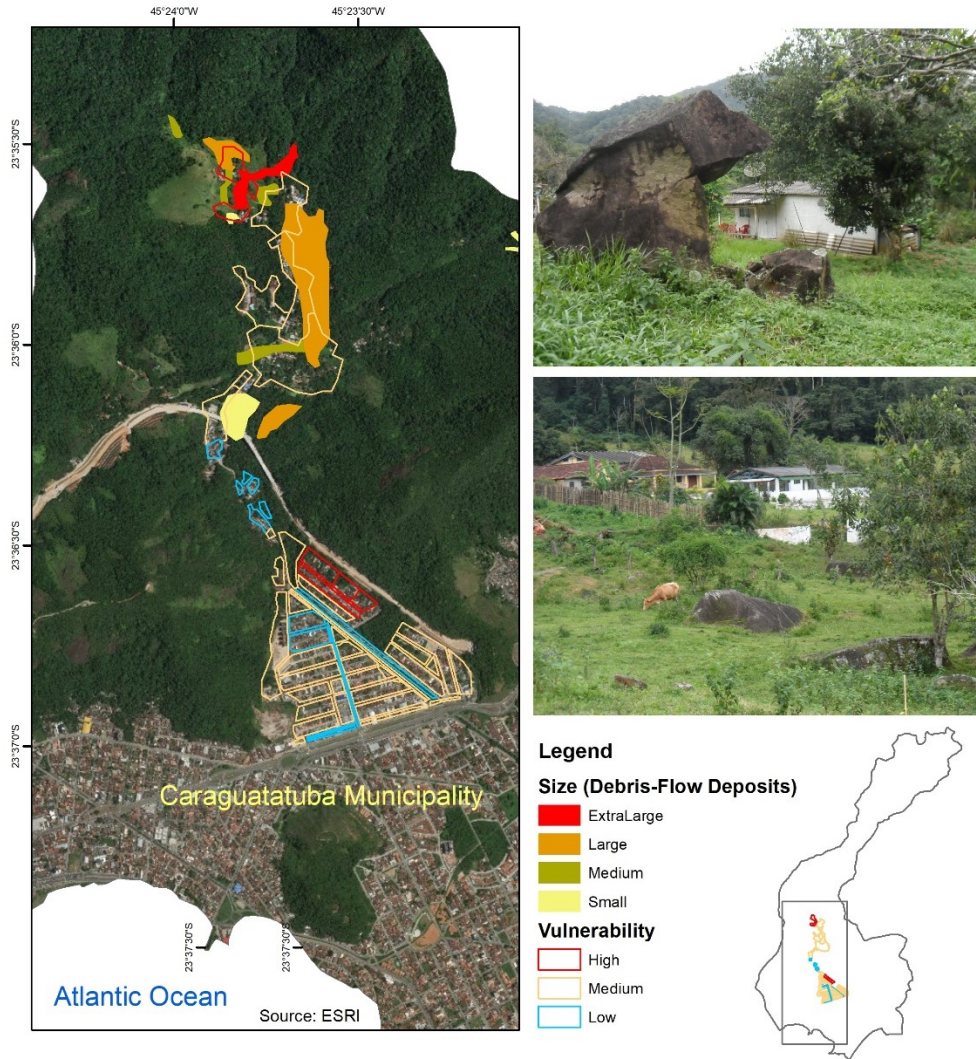 45°24'0"W
45°23'30"W
23°35'30"S
23°36'0"S
23°36'30"S
23°37'0"S
23°37'30"S
23°37'30"S
Caraguatatuba Municipality
Atlantic Ocean
Source: ESRI
Legend
Size (Debris-Flow Deposits)
ExtraLarge
Large
Medium
Small
Vulnerability
High
Medium
Low